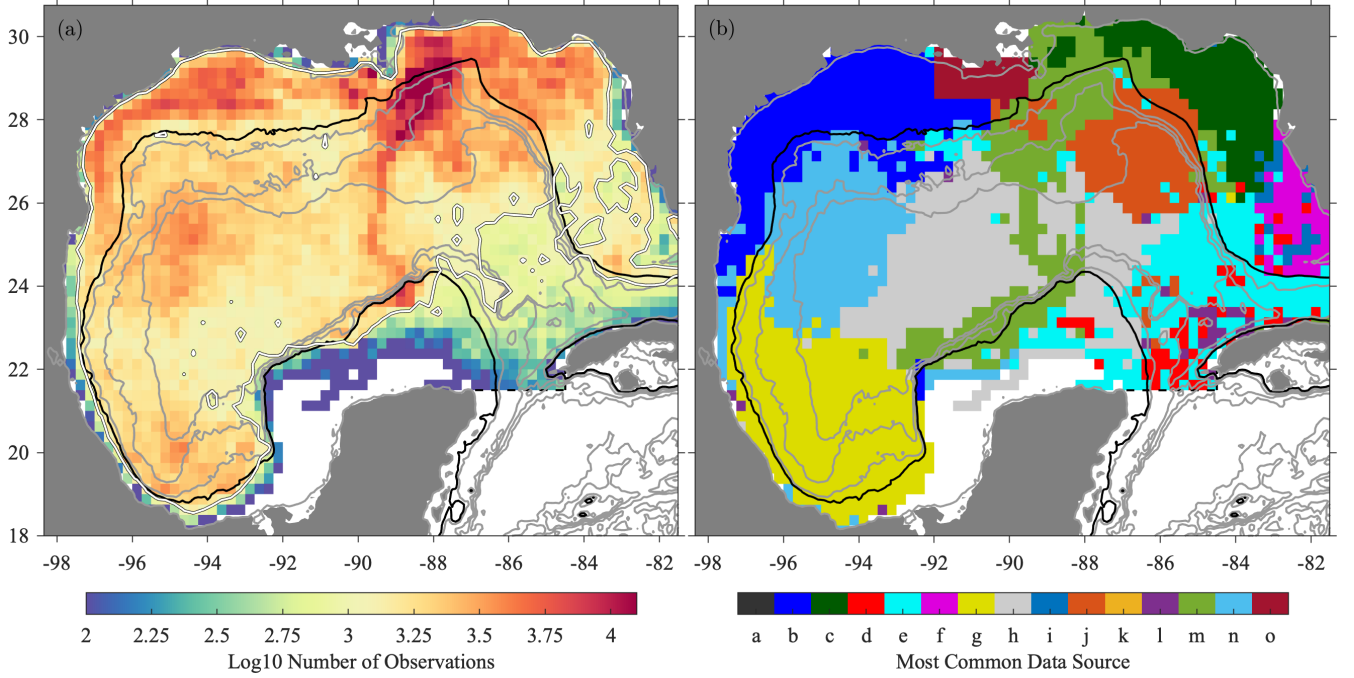 (a)
(b)
30
28
26
24
22
20
18
-98 -96 -94 -92 -90 -88 -86 -84 -82
-98 -96 -94 -92 -90 -88 -86 -84 -82
2 2.25 2.5 2.75 3 3.25 3.5 3.75 4
Log10 Number of Observations
a b c d e f g h i j k l m n o
Most Common Data Source